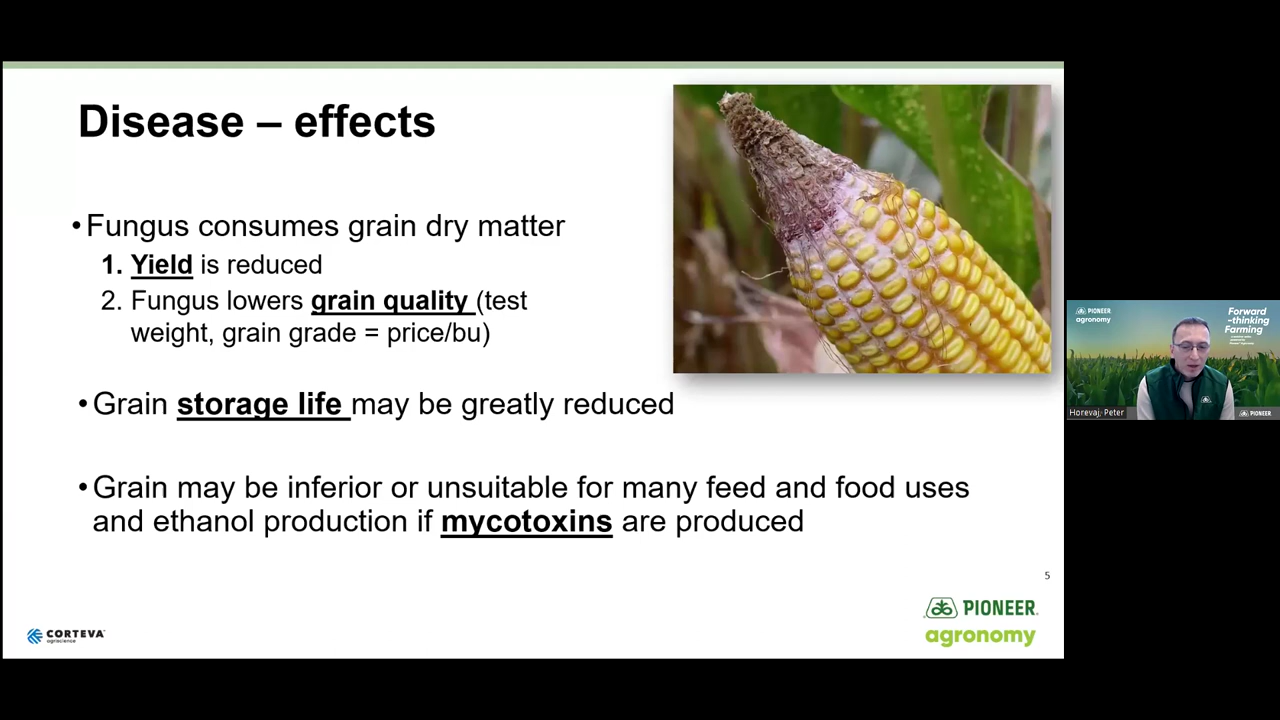 Disease – effects
• Fungus consumes grain dry matter
1. Yield is reduced
2. Fungus lowers grain quality (test
weight, grain grade = price/bu)
• Grain storage life may be greatly reduced
• Grain may be inferior or unsuitable for many feed and food uses
and ethanol production if mycotoxins are produced
5
CORTEVA
agriscience
PIONEER
agronomy
PIONEER
agronomy
Forward
-thinking
Farming
Horevaj, Peter
PIONEER